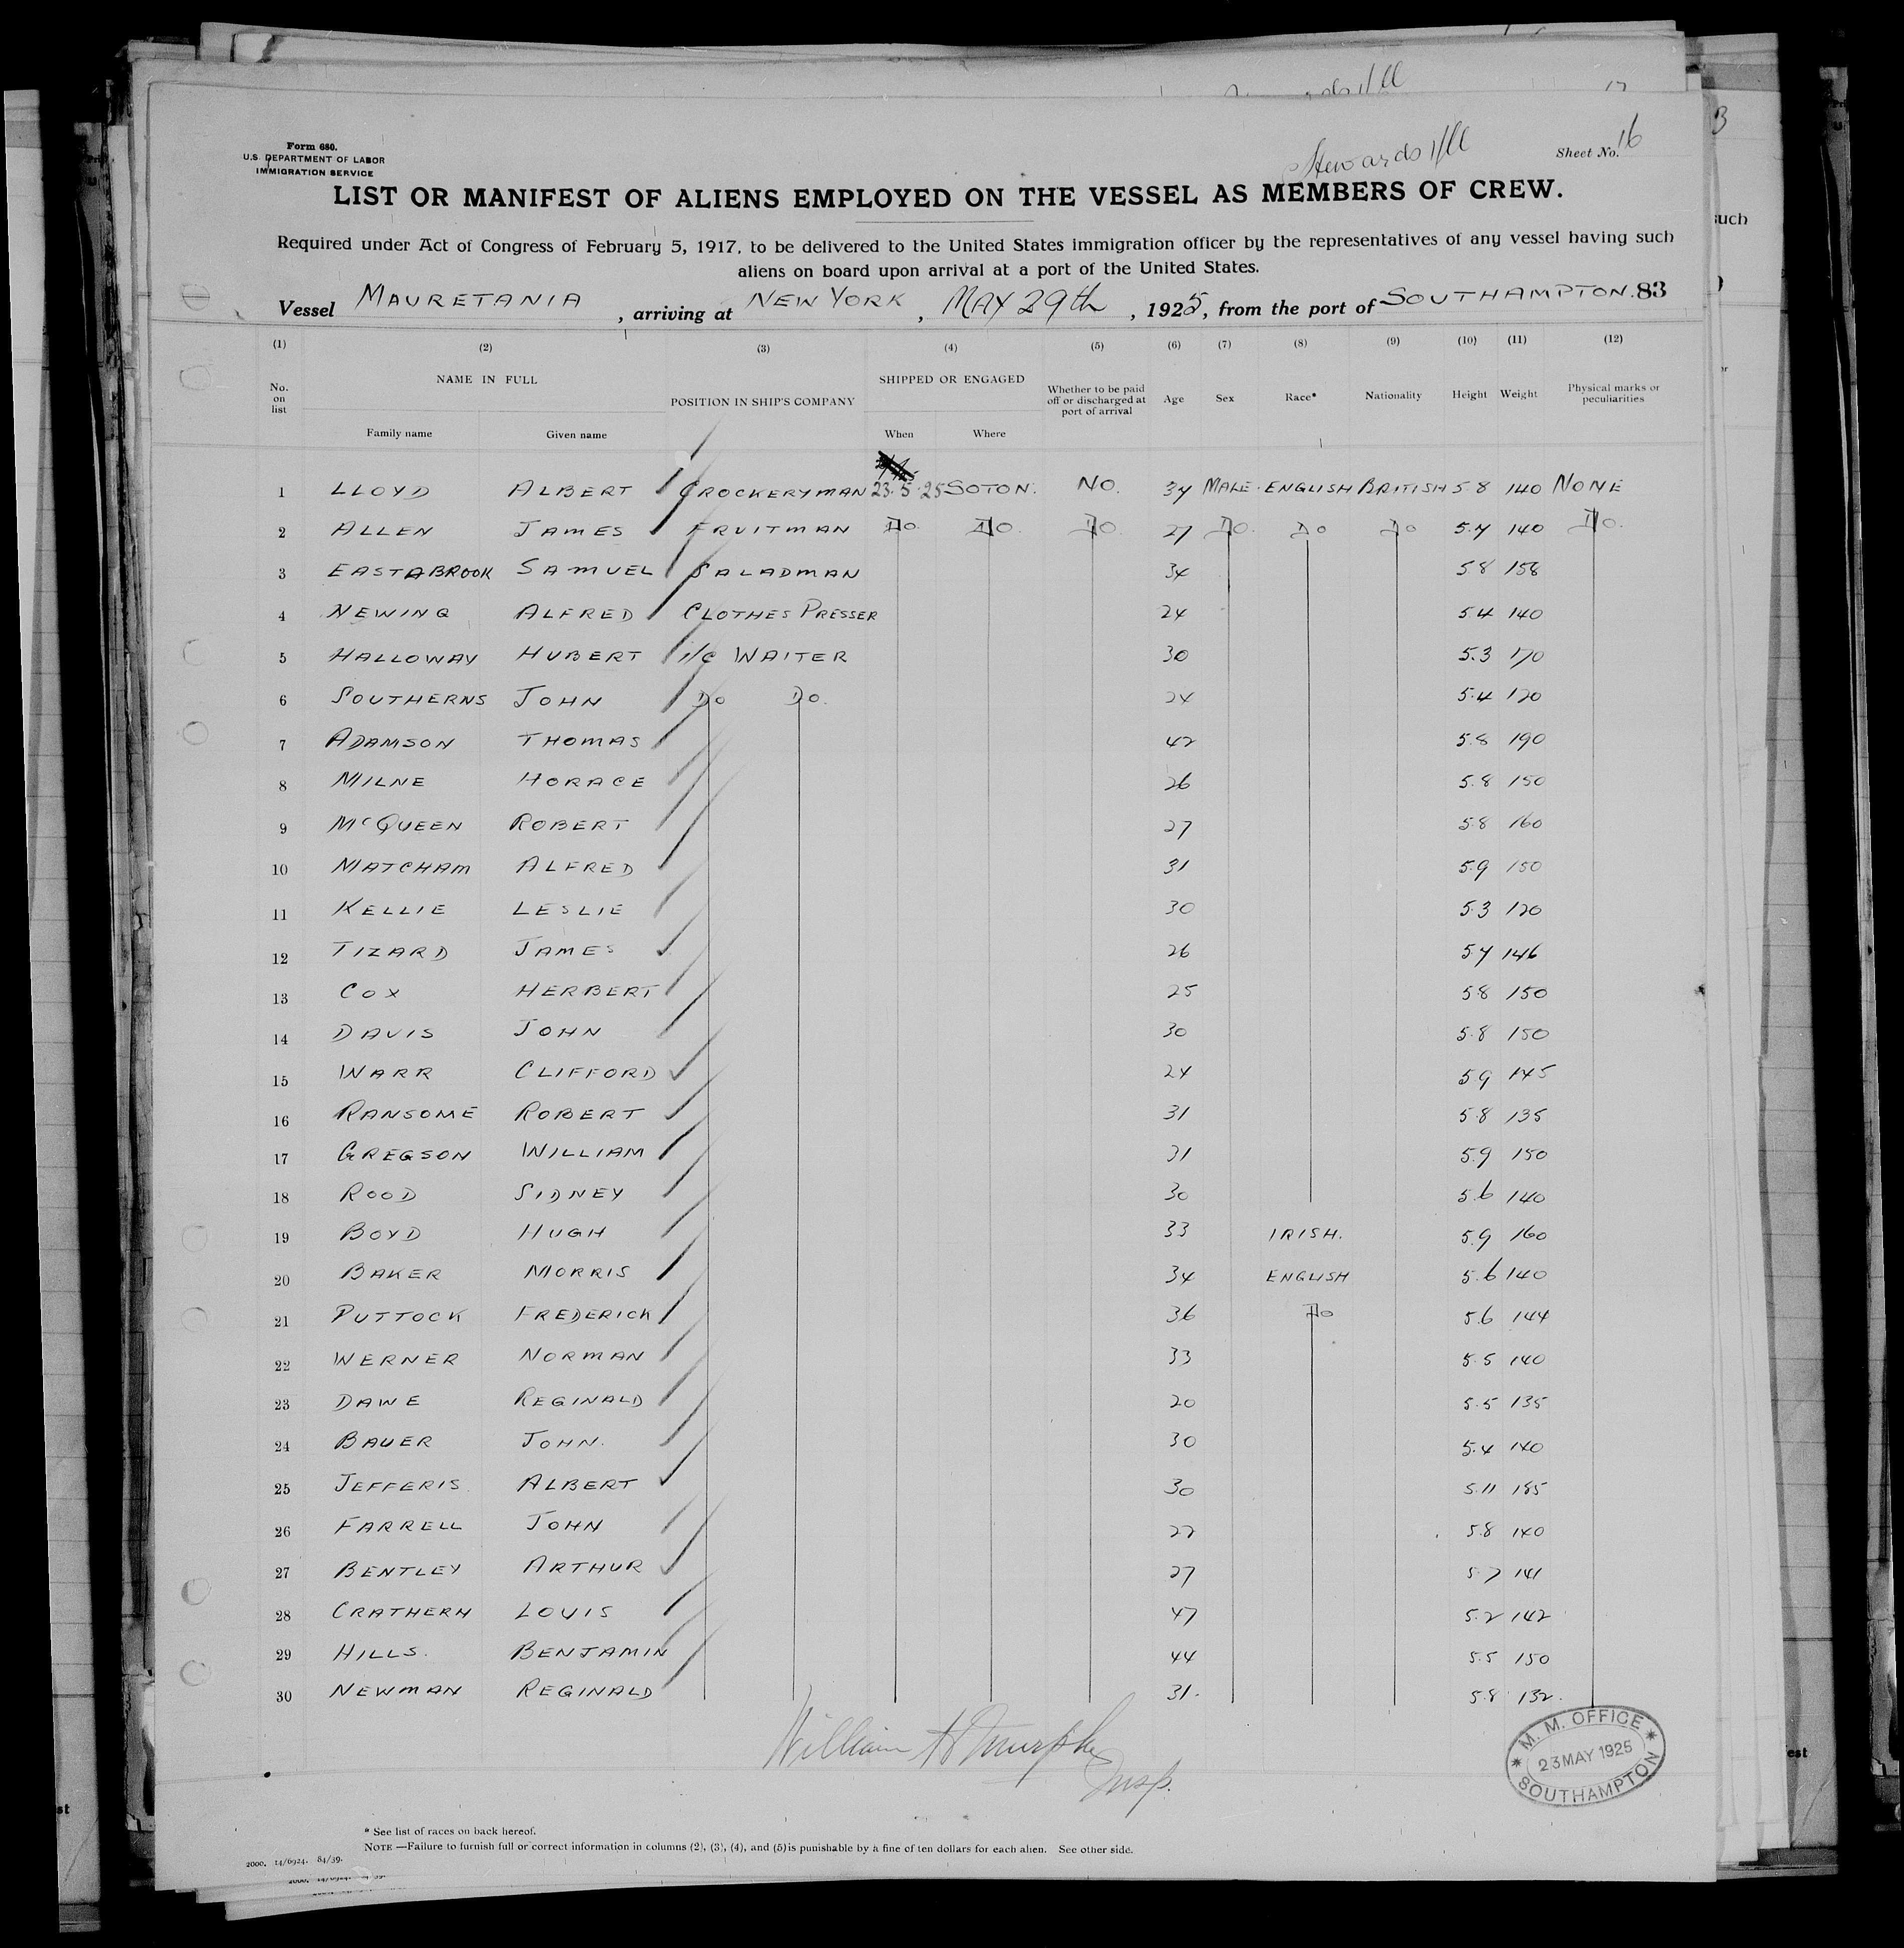 Form 680.
U.S. DEPARTMENT OF LABOR
IMMIGRATION SERVICE
Stewards
Sheet No. 16
LIST OR MANIFEST OF ALIENS EMPLOYED ON THE VESSEL AS MEMBERS OF CREW.
Required under Act of Congress of February 5, 1917, to be delivered to the United States immigration officer by the representatives of any vessel having such
aliens on board upon arrival at a port of the United States.
Vessel MAURETANIA, arriving at NEW YORK, MAY 29th, 1925, from the port of SOUTHAMPTON. 83
(1) (2) (3) (4) (5) (6) (7) (8) (9) (10) (11) (12)
No. on list NAME IN FULL POSITION IN SHIP'S COMPANY SHIPPED OR ENGAGED Whether to be paid off or discharged at port of arrival Age Sex Race* Nationality Height Weight Physical marks or peculiarities
Family name Given name When Where
1 LLOYD ALBERT CROCKERYMAN 23.5.25 SOTON. NO. 34 MALE ENGLISH BRITISH 5 8 140 NONE
2 ALLEN JAMES FRUITMAN Do. Do. Do. 27 Do. Do Do 5.7 140 Do.
3 EASTABROOK SAMUEL SALADMAN 34 5 8 158
4 NEWING ALFRED CLOTHES PRESSER 24 5.4 140
5 HALLOWAY HUBERT 1/C WAITER 30 5.3 170
6 SOUTHERNS JOHN Do Do. 24 5.4 120
7 ADAMSON THOMAS 42 5.8 190
8 MILNE HORACE 26 5.8 150
9 McQUEEN ROBERT 27 5.8 160
10 MATCHAM ALFRED 31 5.9 150
11 KELLIE LESLIE 30 5.3 120
12 TIZARD JAMES 26 5.7 146
13 COX HERBERT 25 5.8 150
14 DAVIS JOHN 30 5.8 150
15 WARR CLIFFORD 24 5.9 145
16 RANSOME ROBERT 31 5.8 135
17 GREGSON WILLIAM 21 5.9 150
18 ROOD SIDNEY 30 5.6 140
19 BOYD HUGH 33 IRISH. 5.9 160
20 BAKER MORRIS 34 ENGLISH 5.6 140
21 PUTTOCK FREDERICK 36 Do 5.6 144
22 WERNER NORMAN 33 5.5 140
23 DAWE REGINALD 20 5.5 135
24 BAUER JOHN. 30 5.4 140
25 JEFFERIS ALBERT 30 5.11 185
26 FARRELL JOHN 22 5.8 140
27 BENTLEY ARTHUR 27 5.7 141
28 CRATHERN LOUIS 47 5.2 142
29 HILLS. BENJAMIN 44 5.5 150
30 NEWMAN REGINALD 31. 5.8 132.
William H Murphy
Insp.
M. M. OFFICE
23 MAY 1925
SOUTHAMPTON
* See list of races on back hereof.
NOTE —Failure to furnish full or correct information in columns (2), (3), (4), and (5) is punishable by a fine of ten dollars for each alien. See other side.
2000. 14/6924. 84/39.